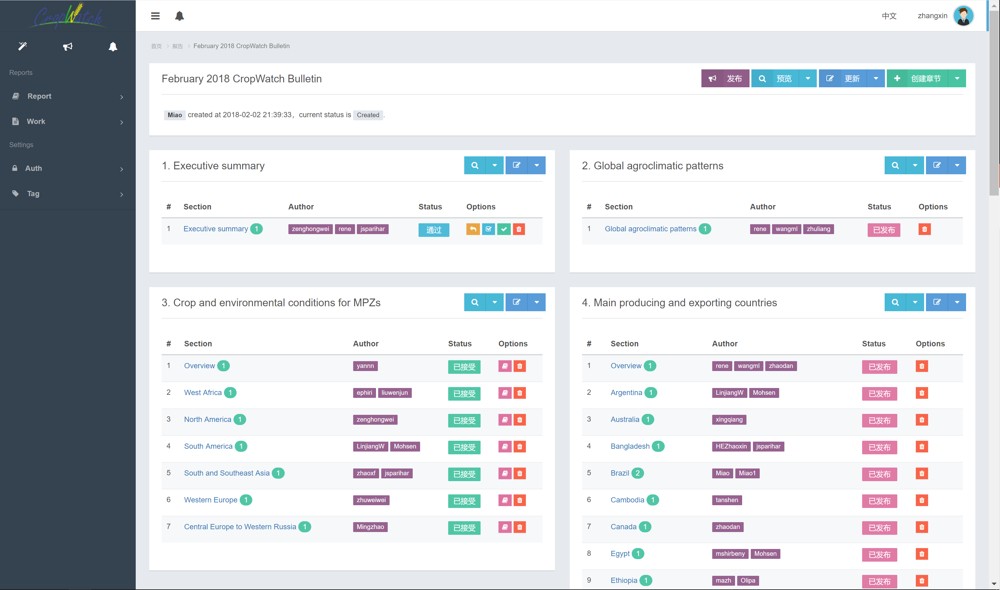 CropWatch
中文 zhangxin
首页 > 报告 > February 2018 CropWatch Bulletin
Reports
Report
Work
Settings
Auth
Tag
February 2018 CropWatch Bulletin
发布 预览 更新 创建章节
Miao created at 2018-02-02 21:39:33，current status is Created.
1. Executive summary
# Section Author Status Options
1 Executive summary 1 zenghongwei rene jsparihar 通过
2. Global agroclimatic patterns
# Section Author Status Options
1 Global agroclimatic patterns 1 rene wangml zhuliang 已发布
3. Crop and environmental conditions for MPZs
# Section Author Status Options
1 Overview 1 yannn 已接受
2 West Africa 1 ephiri liuwenjun 已接受
3 North America 1 zenghongwei 已接受
4 South America 1 LinjiangW Mohsen 已接受
5 South and Southeast Asia 1 zhaoxf jsparihar 已接受
6 Western Europe 1 zhuweiwei 已接受
7 Central Europe to Western Russia 1 Mingzhao 已接受
4. Main producing and exporting countries
# Section Author Status Options
1 Overview 1 rene wangml zhaodan 已发布
2 Argentina 1 LinjiangW Mohsen 已发布
3 Australia 1 xingqiang 已发布
4 Bangladesh 1 HEZhaoxin jsparihar 已发布
5 Brazil 2 Miao Miao1 已发布
6 Cambodia 1 tanshen 已发布
7 Canada 1 zhaodan 已发布
8 Egypt 1 mshirbeny Mohsen 已发布
9 Ethiopia 1 mazh Olipa 已发布